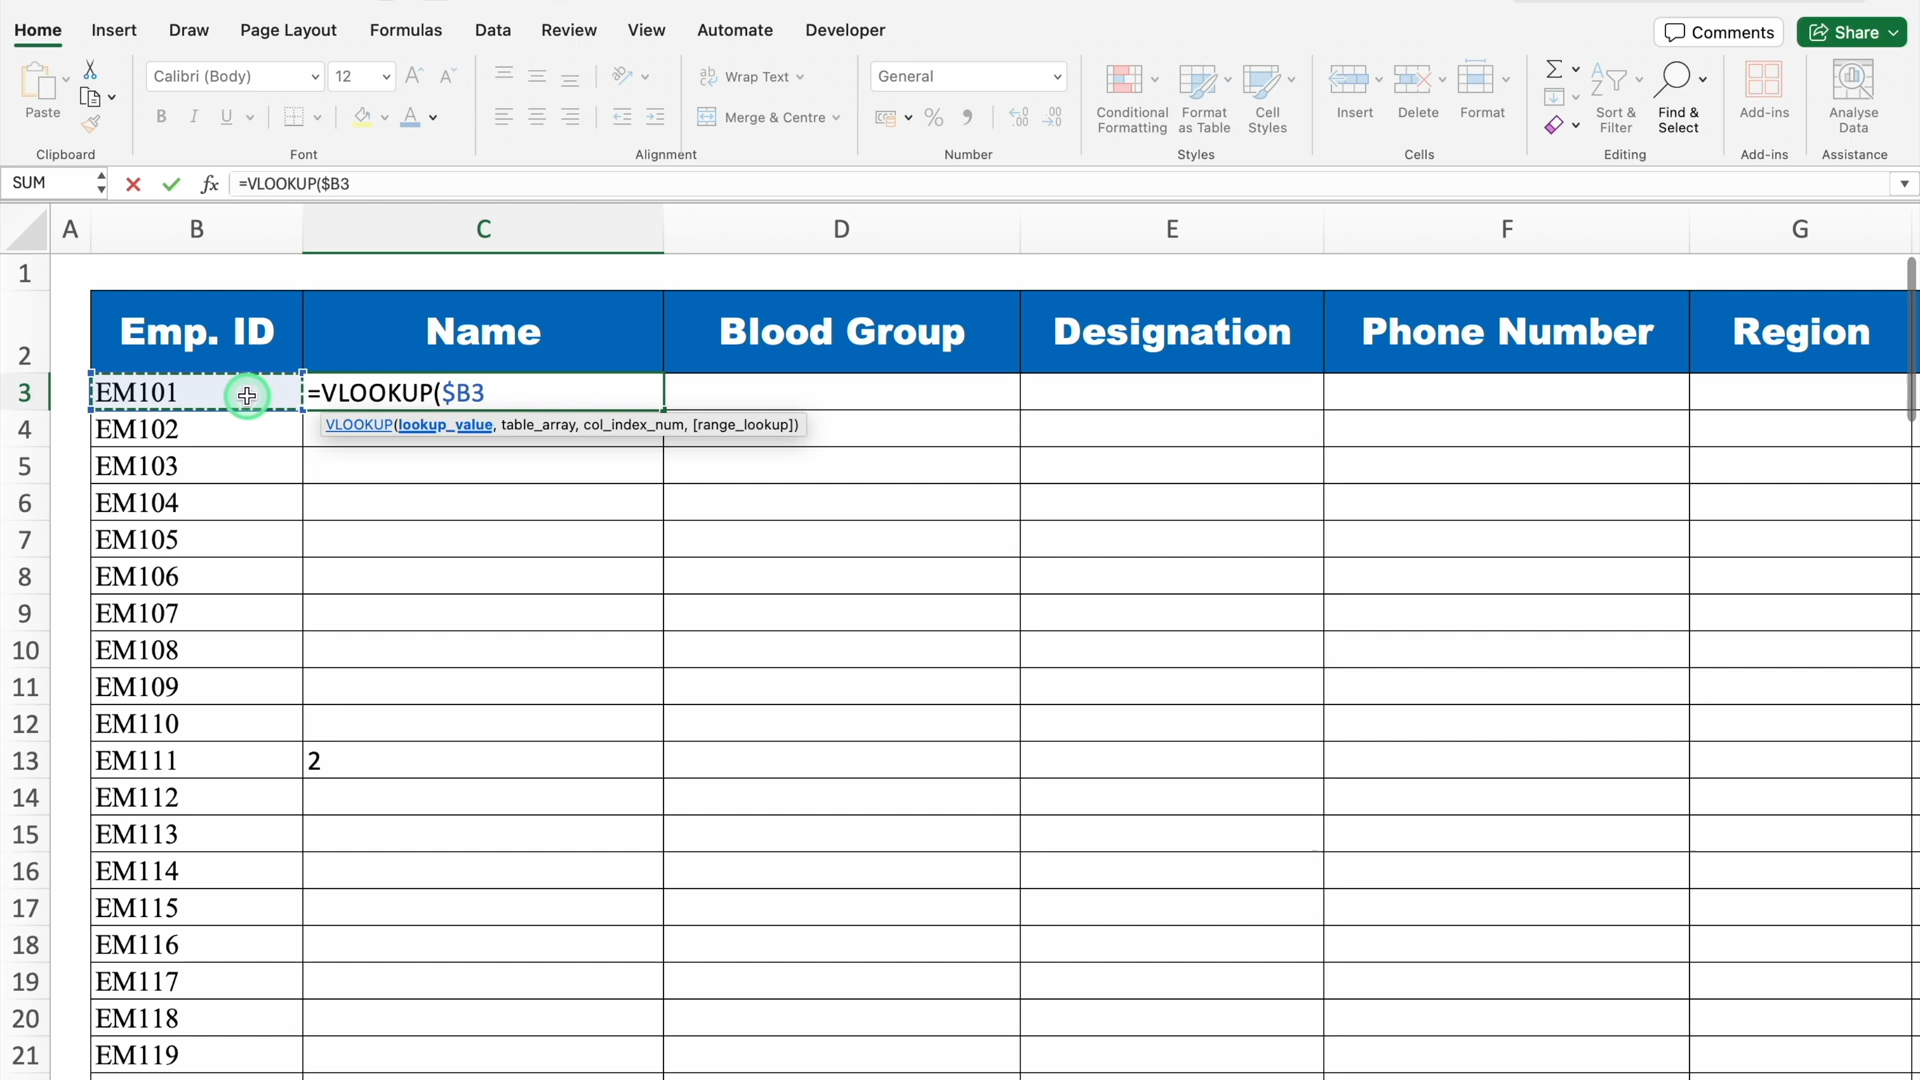 Home Insert Draw Page Layout Formulas Data Review View Automate Developer Comments Share
Calibri (Body) 12 Wrap Text General
Paste B I U Merge & Centre % Conditional Formatting Format as Table Cell Styles Insert Delete Format Sort & Filter Find & Select Add-ins Analyse Data
Clipboard Font Alignment Number Styles Cells Editing Add-ins Assistance
SUM fx =VLOOKUP($B3
A B C D E F G
1
2 Emp. ID Name Blood Group Designation Phone Number Region
3 EM101 =VLOOKUP($B3
VLOOKUP(lookup_value, table_array, col_index_num, [range_lookup])
4 EM102
5 EM103
6 EM104
7 EM105
8 EM106
9 EM107
10 EM108
11 EM109
12 EM110
13 EM111 2
14 EM112
15 EM113
16 EM114
17 EM115
18 EM116
19 EM117
20 EM118
21 EM119